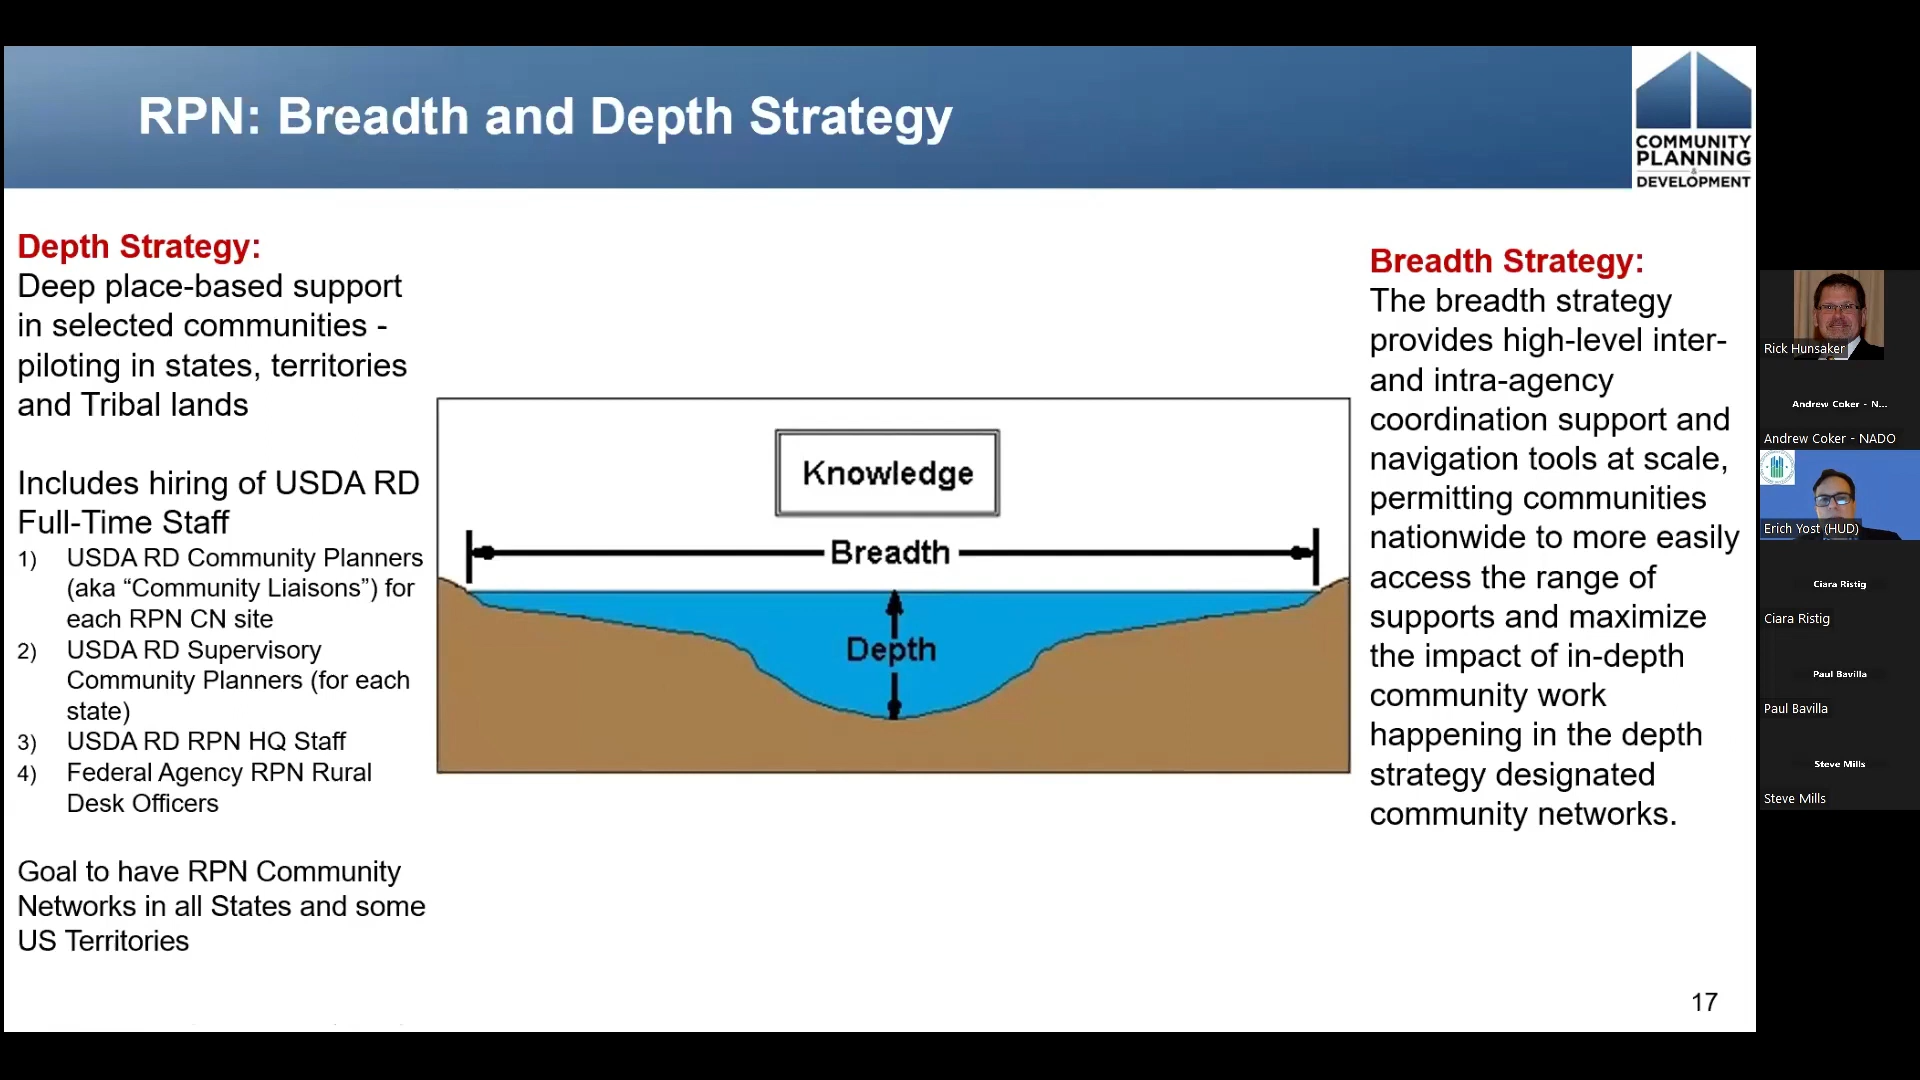 RPN: Breadth and Depth Strategy
COMMUNITY
PLANNING
&
DEVELOPMENT
Depth Strategy:
Deep place-based support
in selected communities -
piloting in states, territories
and Tribal lands
Includes hiring of USDA RD
Full-Time Staff
1) USDA RD Community Planners
(aka “Community Liaisons”) for
each RPN CN site
2) USDA RD Supervisory
Community Planners (for each
state)
3) USDA RD RPN HQ Staff
4) Federal Agency RPN Rural
Desk Officers
Goal to have RPN Community
Networks in all States and some
US Territories
Knowledge
Breadth
Depth
Breadth Strategy:
The breadth strategy
provides high-level inter-
and intra-agency
coordination support and
navigation tools at scale,
permitting communities
nationwide to more easily
access the range of
supports and maximize
the impact of in-depth
community work
happening in the depth
strategy designated
community networks.
17
Rick Hunsaker
Andrew Coker - N...
Andrew Coker - NADO
Erich Yost (HUD)
Ciara Ristig
Ciara Ristig
Paul Bavilla
Paul Bavilla
Steve Mills
Steve Mills